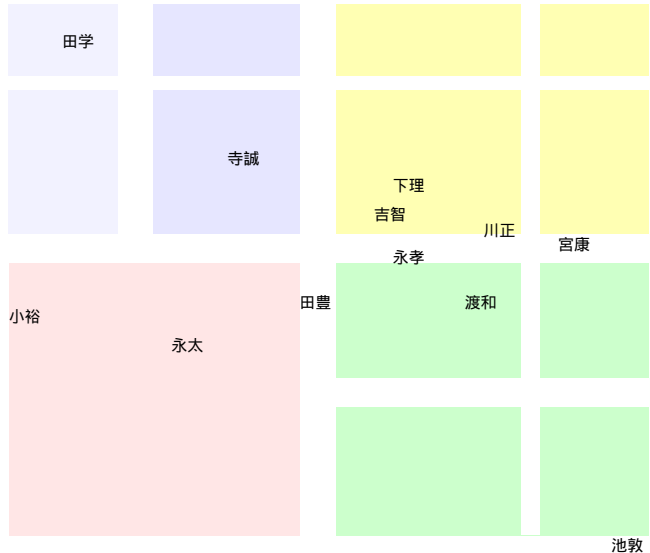 田学
寺誠
下理
吉智
川正
宮康
永孝
田豊
渡和
小裕
永太
池敦